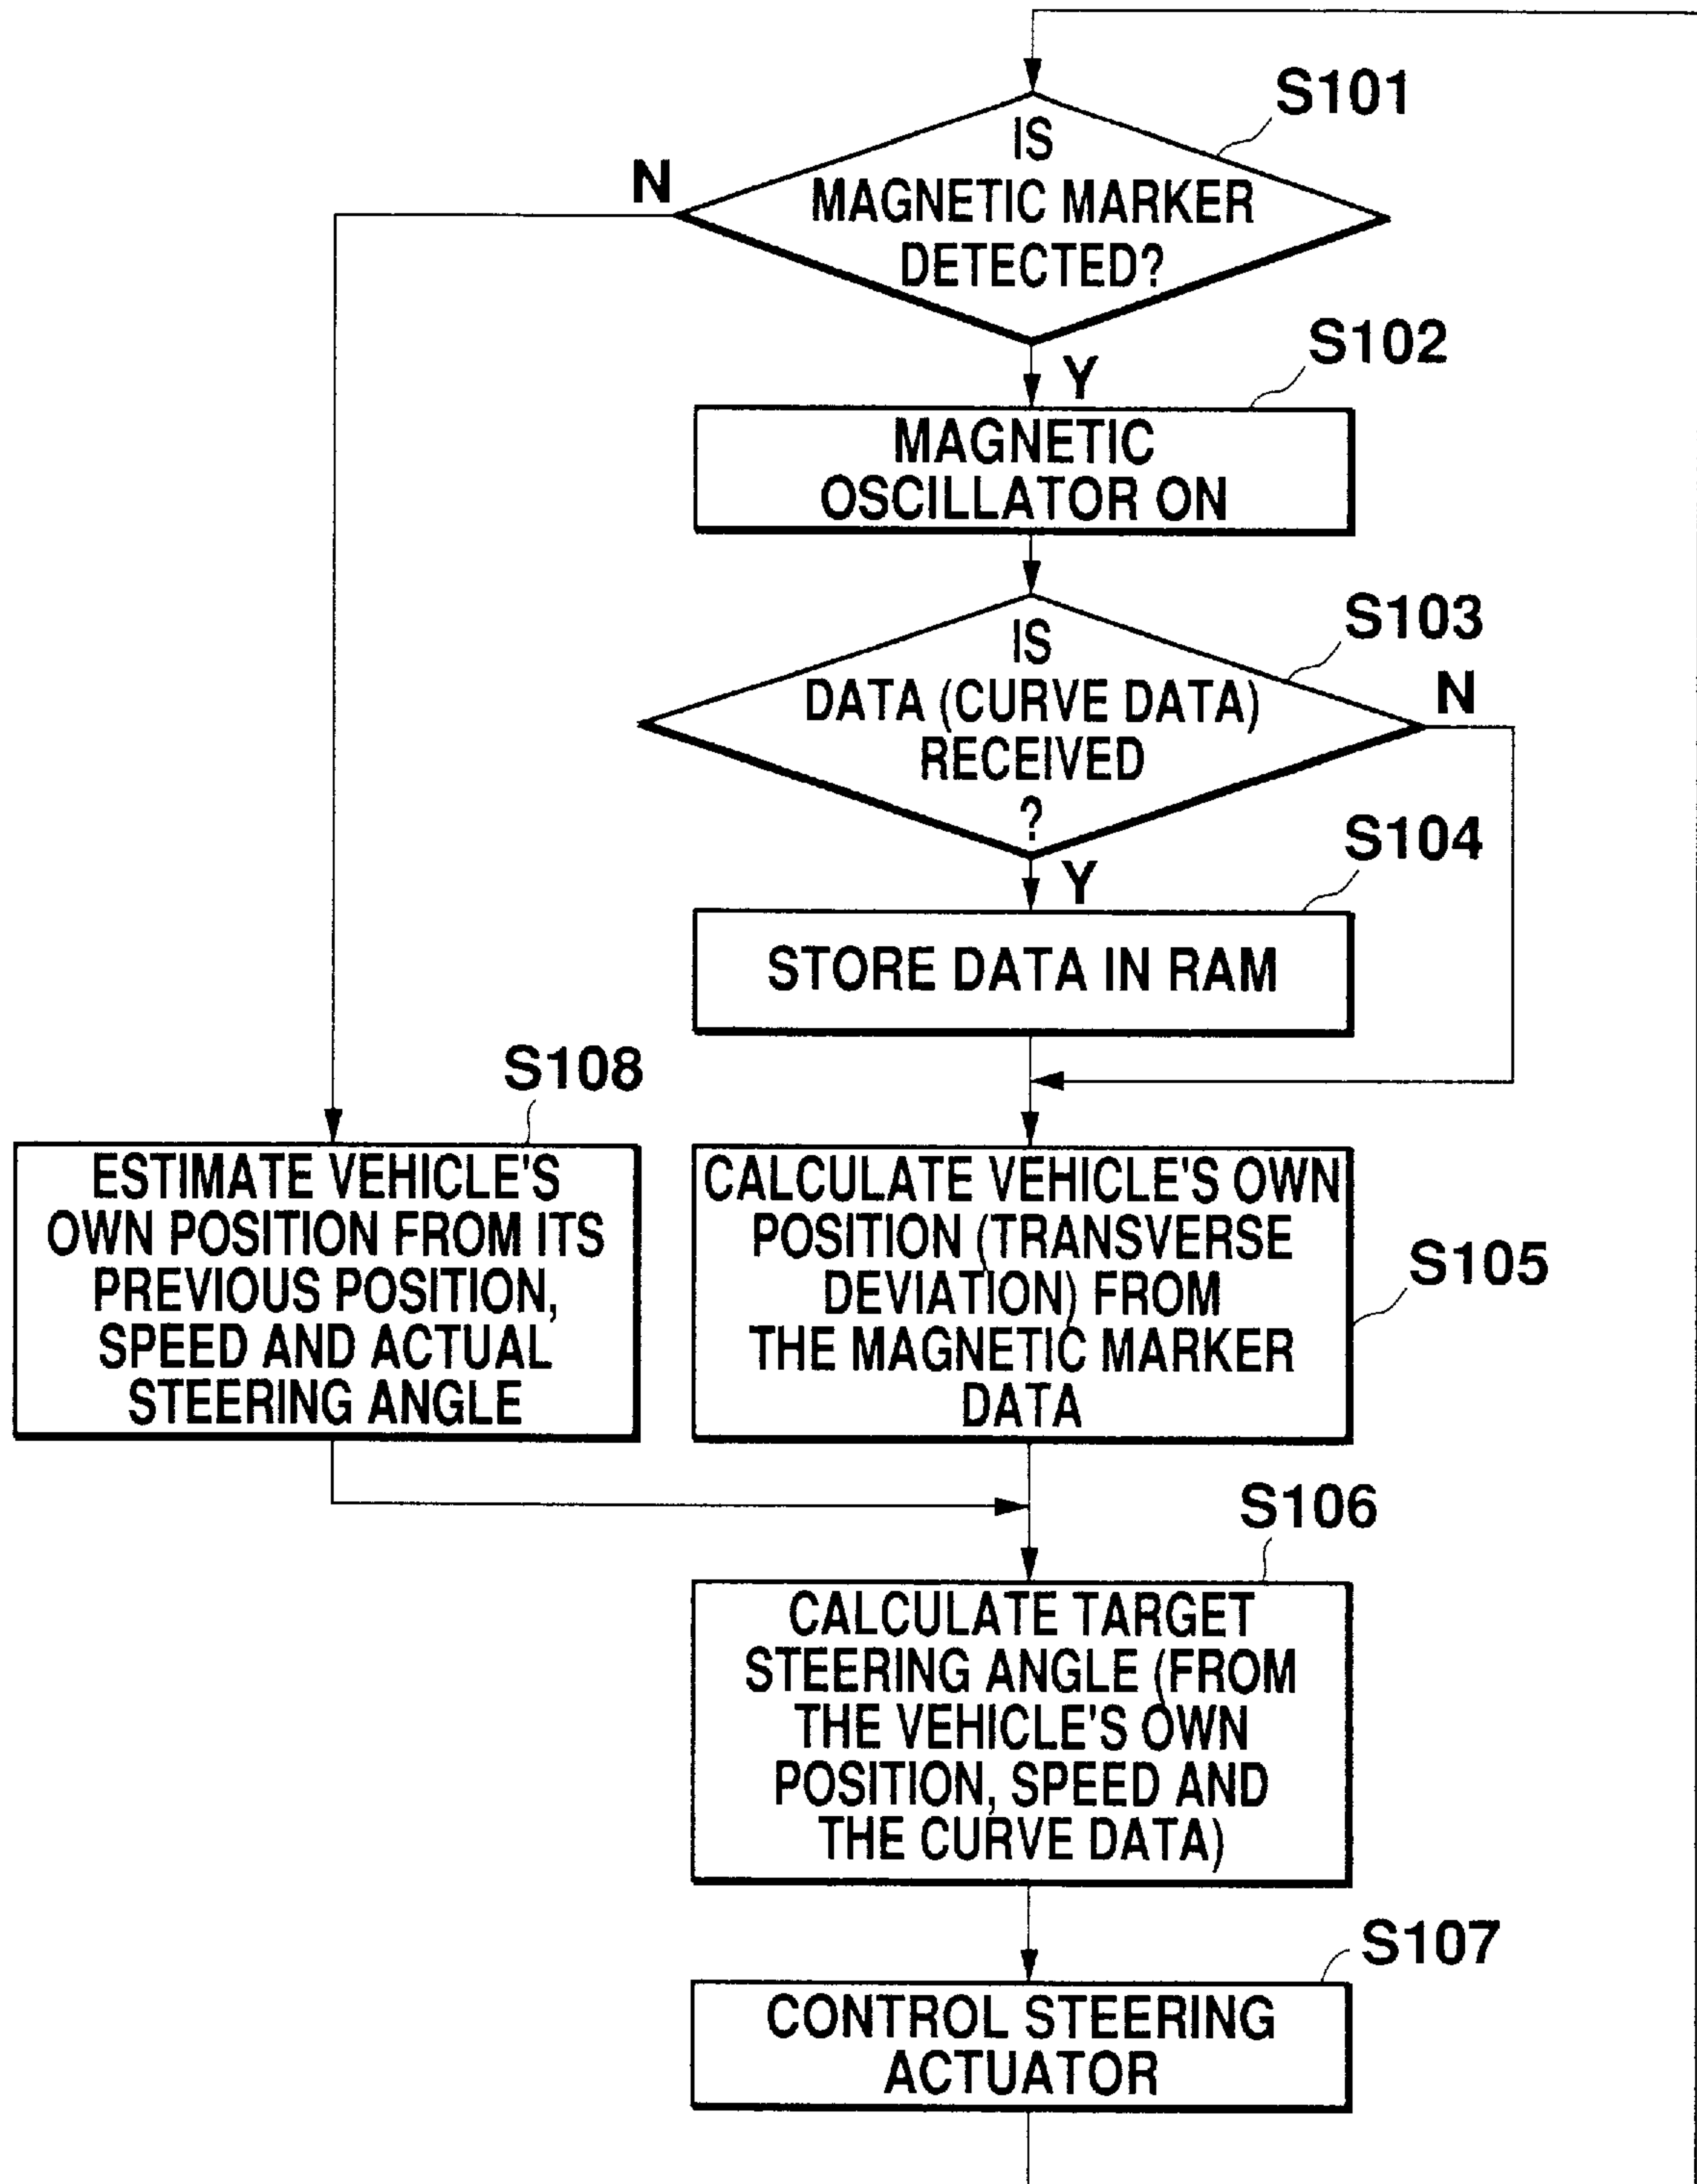 S101
IS
MAGNETIC MARKER
DETECTED?
N
Y
S102
MAGNETIC
OSCILLATOR ON
S103
IS
DATA (CURVE DATA)
RECEIVED
?
N
Y
S104
STORE DATA IN RAM
S108
ESTIMATE VEHICLE'S
OWN POSITION FROM ITS
PREVIOUS POSITION,
SPEED AND ACTUAL
STEERING ANGLE
CALCULATE VEHICLE'S OWN
POSITION (TRANSVERSE
DEVIATION) FROM
THE MAGNETIC MARKER
DATA
S105
S106
CALCULATE TARGET
STEERING ANGLE (FROM
THE VEHICLE'S OWN
POSITION, SPEED AND
THE CURVE DATA)
S107
CONTROL STEERING
ACTUATOR